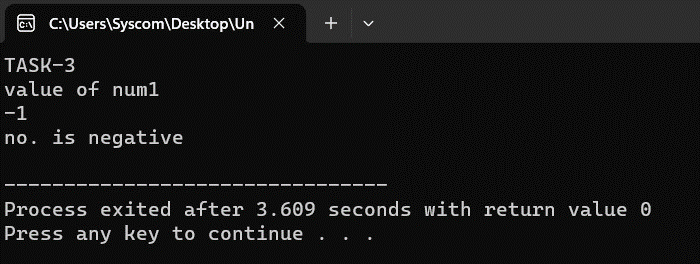 C:\Users\Syscom\Desktop\Un
TASK-3
value of num1
-1
no. is negative
--------------------------------
Process exited after 3.609 seconds with return value 0
Press any key to continue . . .